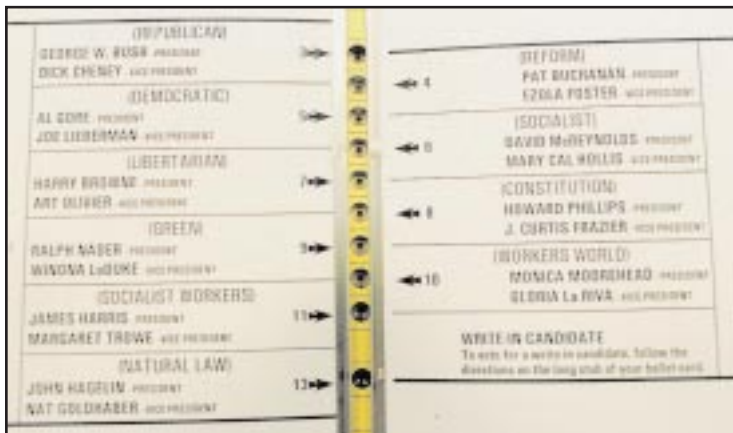 (REPUBLICAN)
GEORGE W. BUSH PRESIDENT
DICK CHENEY VICE PRESIDENT
3
(DEMOCRATIC)
AL GORE PRESIDENT
JOE LIEBERMAN VICE PRESIDENT
5
(LIBERTARIAN)
HARRY BROWNE PRESIDENT
ART OLIVIER VICE PRESIDENT
7
(GREEN)
RALPH NADER PRESIDENT
WINONA LaDUKE VICE PRESIDENT
9
(SOCIALIST WORKERS)
JAMES HARRIS PRESIDENT
MARGARET TROWE VICE PRESIDENT
11
(NATURAL LAW)
JOHN HAGELIN PRESIDENT
NAT GOLDHABER VICE PRESIDENT
13
(REFORM)
PAT BUCHANAN PRESIDENT
EZOLA FOSTER VICE PRESIDENT
4
(SOCIALIST)
DAVID McREYNOLDS PRESIDENT
MARY CAL HOLLIS VICE PRESIDENT
6
(CONSTITUTION)
HOWARD PHILLIPS PRESIDENT
J. CURTIS FRAZIER VICE PRESIDENT
8
(WORKERS WORLD)
MONICA MOOREHEAD PRESIDENT
GLORIA La RIVA VICE PRESIDENT
10
WRITE IN CANDIDATE
To vote for a write in candidate, follow the
directions on the long stub of your ballot card.